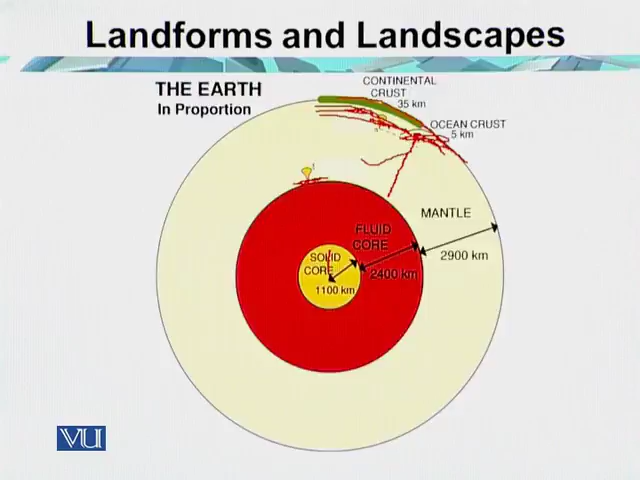 Landforms and Landscapes
THE EARTH
In Proportion
CONTINENTAL
CRUST
35 km
OCEAN CRUST
5 km
MANTLE
2900 km
FLUID
CORE
2400 km
SOLID
CORE
1100 km
VU